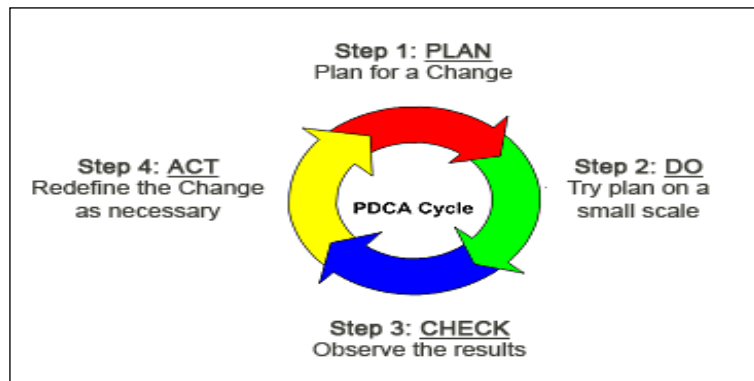 Step 1: PLAN
Plan for a Change
Step 2: DO
Try plan on a
small scale
Step 3: CHECK
Observe the results
Step 4: ACT
Redefine the Change
as necessary
PDCA Cycle